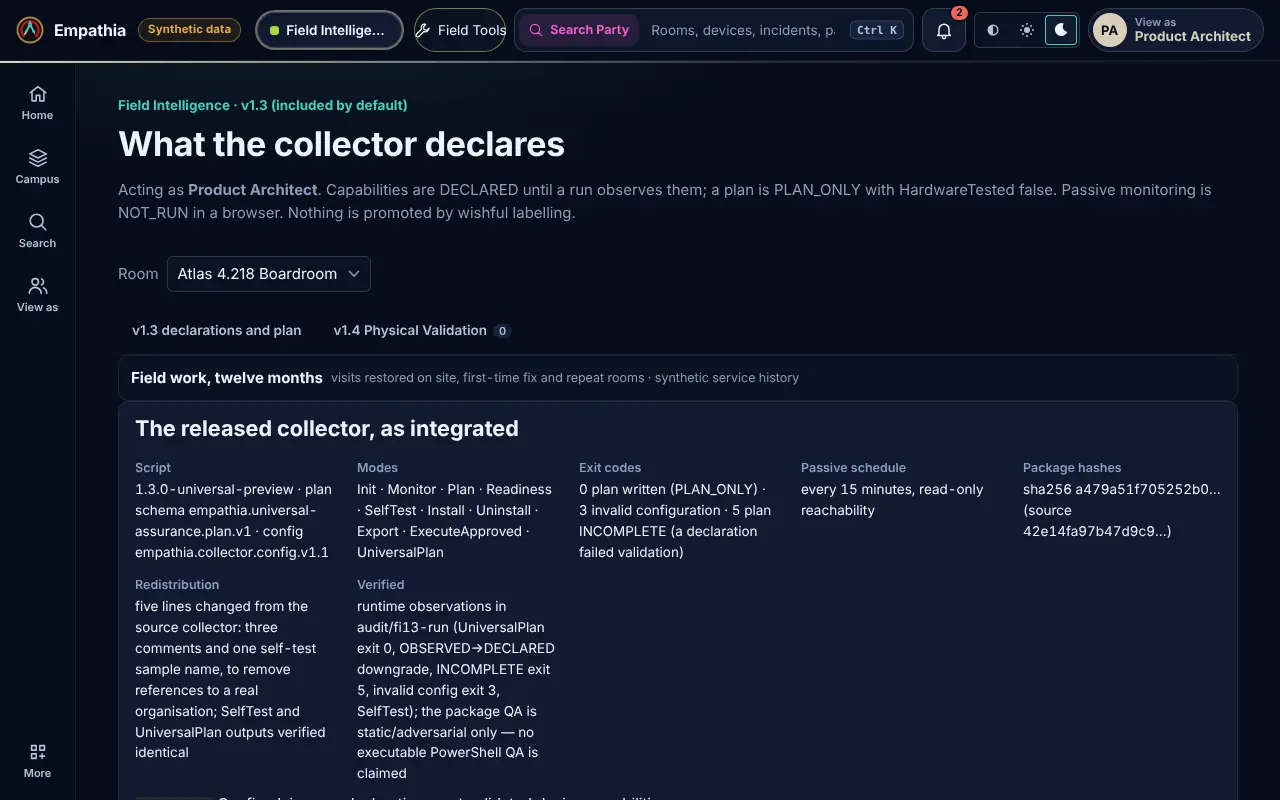 Empathia
Synthetic data
Field Intellige...
Field Tools
Search Party
Rooms, devices, incidents, p
Ctrl K
2
PA
View as
Product Architect
Home
Campus
Search
View as
More
Field Intelligence · v1.3 (included by default)
What the collector declares
Acting as Product Architect. Capabilities are DECLARED until a run observes them; a plan is PLAN_ONLY with HardwareTested false. Passive monitoring is
NOT_RUN in a browser. Nothing is promoted by wishful labelling.
Room
Atlas 4.218 Boardroom
v1.3 declarations and plan
v1.4 Physical Validation 0
Field work, twelve months visits restored on site, first-time fix and repeat rooms · synthetic service history
The released collector, as integrated
Script
1.3.0-universal-preview · plan
schema empathia.universal-
assurance.plan.v1 · config
empathia.collector.config.v1.1
Modes
Init · Monitor · Plan · Readiness
· SelfTest · Install · Uninstall ·
Export · ExecuteApproved ·
UniversalPlan
Exit codes
0 plan written (PLAN_ONLY) ·
3 invalid configuration · 5 plan
INCOMPLETE (a declaration
failed validation)
Passive schedule
every 15 minutes, read-only
reachability
Package hashes
sha256 a479a51f705252b0...
(source
42e14fa97b47d9c9...)
Redistribution
five lines changed from the
source collector: three
comments and one self-test
sample name, to remove
references to a real
organisation; SelfTest and
UniversalPlan outputs verified
identical
Verified
runtime observations in
audit/fi13-run (UniversalPlan
exit 0, OBSERVED→DECLARED
downgrade, INCOMPLETE exit
5, invalid config exit 3,
SelfTest); the package QA is
static/adversarial only — no
executable PowerShell QA is
claimed